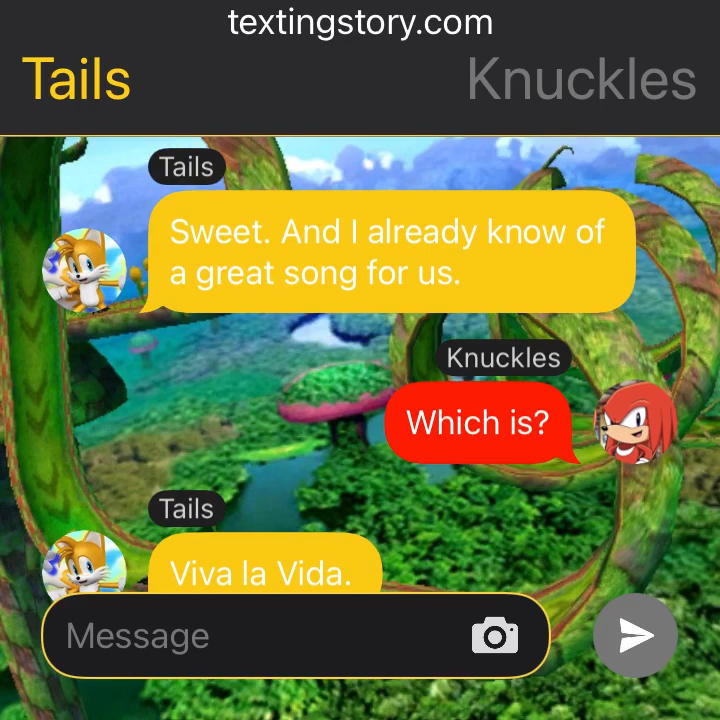 textingstory.com
Tails
Knuckles
Tails
Sweet. And I already know of
a great song for us.
Knuckles
Which is?
Tails
Viva la Vida.
Message